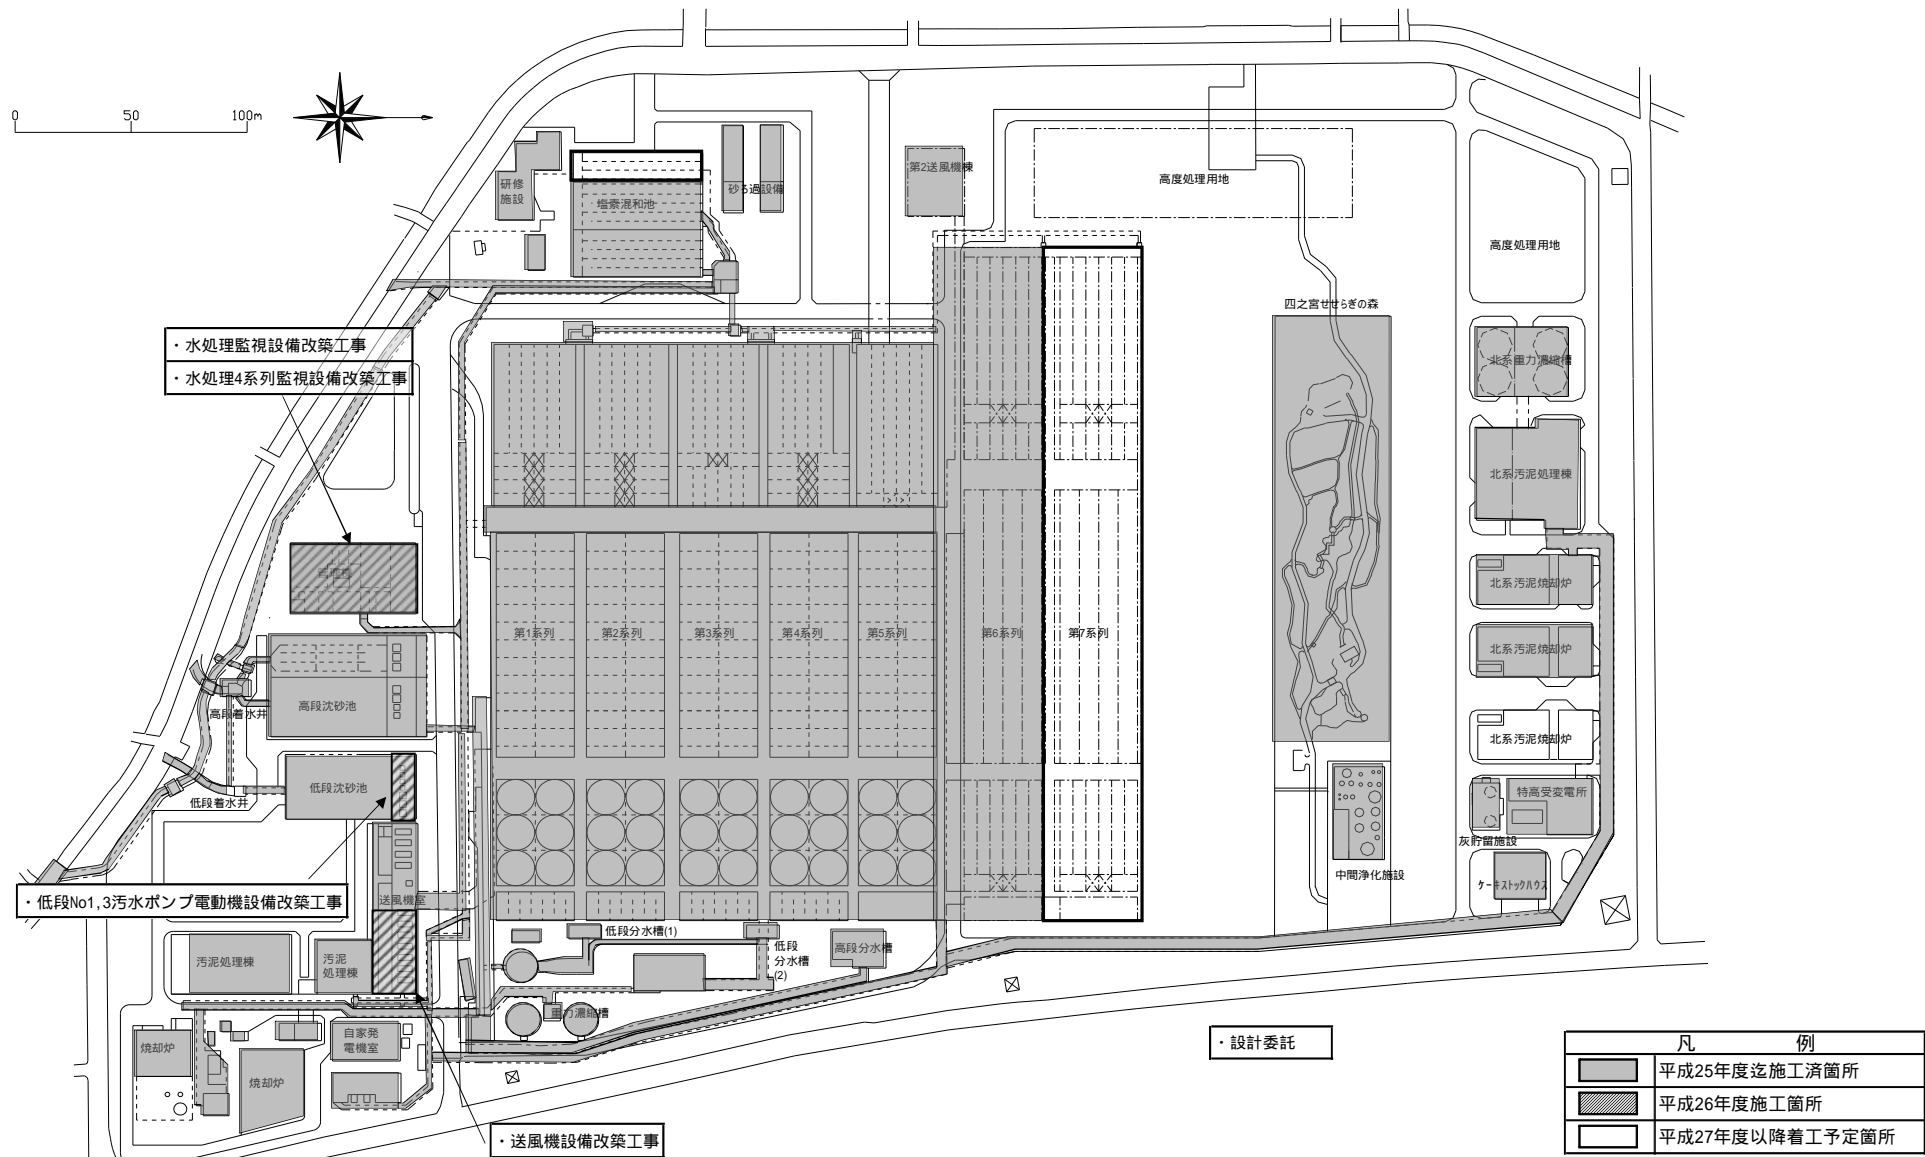 0 50 100m
研修
施設
塩素混和池
砂ろ過設備
第2送風機棟
高度処理用地
高度処理用地
四之宮せせらぎの森
・水処理監視設備改築工事
・水処理4系列監視設備改築工事
北系重力濃縮槽
北系汚泥処理棟
北系汚泥焼却炉
北系汚泥焼却炉
北系汚泥焼却炉
第1系列
第2系列
第3系列
第4系列
第5系列
第6系列
第7系列
高段着水井
高段沈砂池
低段着水井
低段沈砂池
特高受変電所
灰貯留施設
中間浄化施設
ケーキストックハウス
・低段No1,3汚水ポンプ電動機設備改築工事
送風機室
低段分水槽(1)
低段
分水槽
(2)
高段分水槽
汚泥処理棟
汚泥
処理棟
重力濃縮槽
自家発
電機室
焼却炉
焼却炉
・設計委託
・送風機設備改築工事
凡 例
平成25年度迄施工済箇所
平成26年度施工箇所
平成27年度以降着工予定箇所